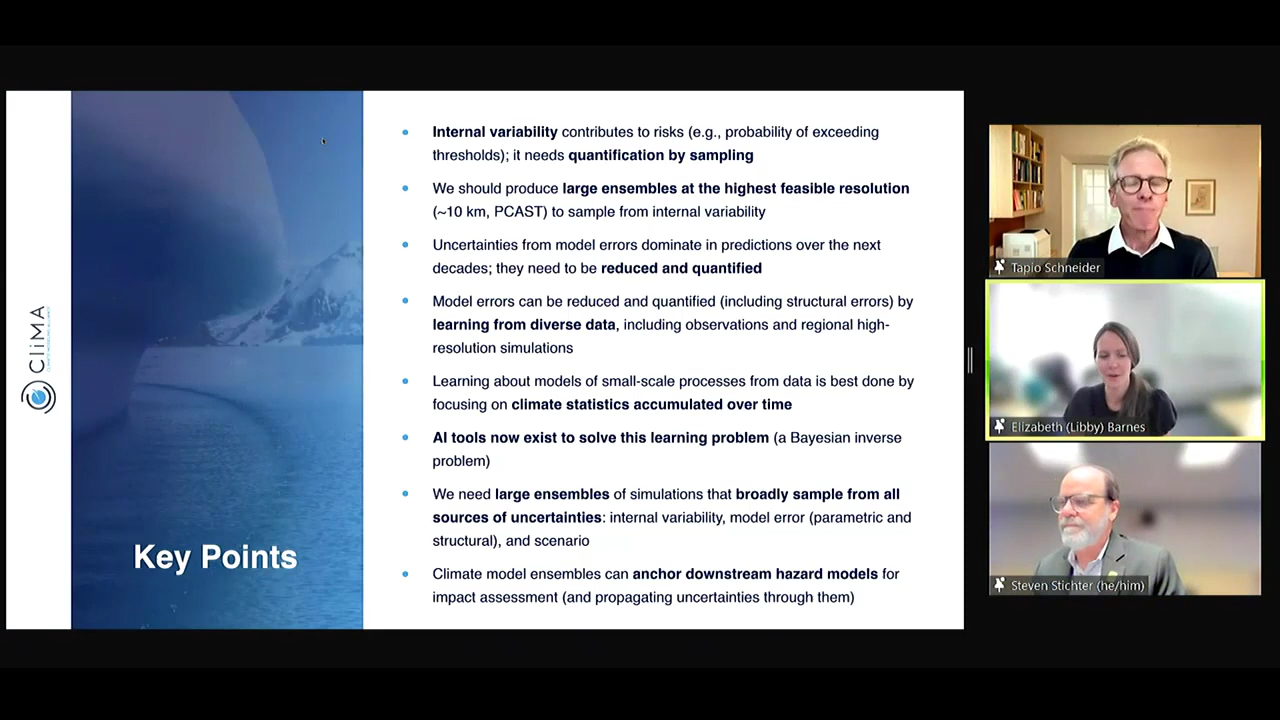 Internal variability contributes to risks (e.g., probability of exceeding
thresholds); it needs quantification by sampling
We should produce large ensembles at the highest feasible resolution
(~10 km, PCAST) to sample from internal variability
Uncertainties from model errors dominate in predictions over the next
decades; they need to be reduced and quantified
Model errors can be reduced and quantified (including structural errors) by
learning from diverse data, including observations and regional high-
resolution simulations
Learning about models of small-scale processes from data is best done by
focusing on climate statistics accumulated over time
AI tools now exist to solve this learning problem (a Bayesian inverse
problem)
We need large ensembles of simulations that broadly sample from all
sources of uncertainties: internal variability, model error (parametric and
structural), and scenario
Climate model ensembles can anchor downstream hazard models for
impact assessment (and propagating uncertainties through them)
Key Points
CliMA
Tapio Schneider
Elizabeth (Libby) Barnes
Steven Stichter (he/him)